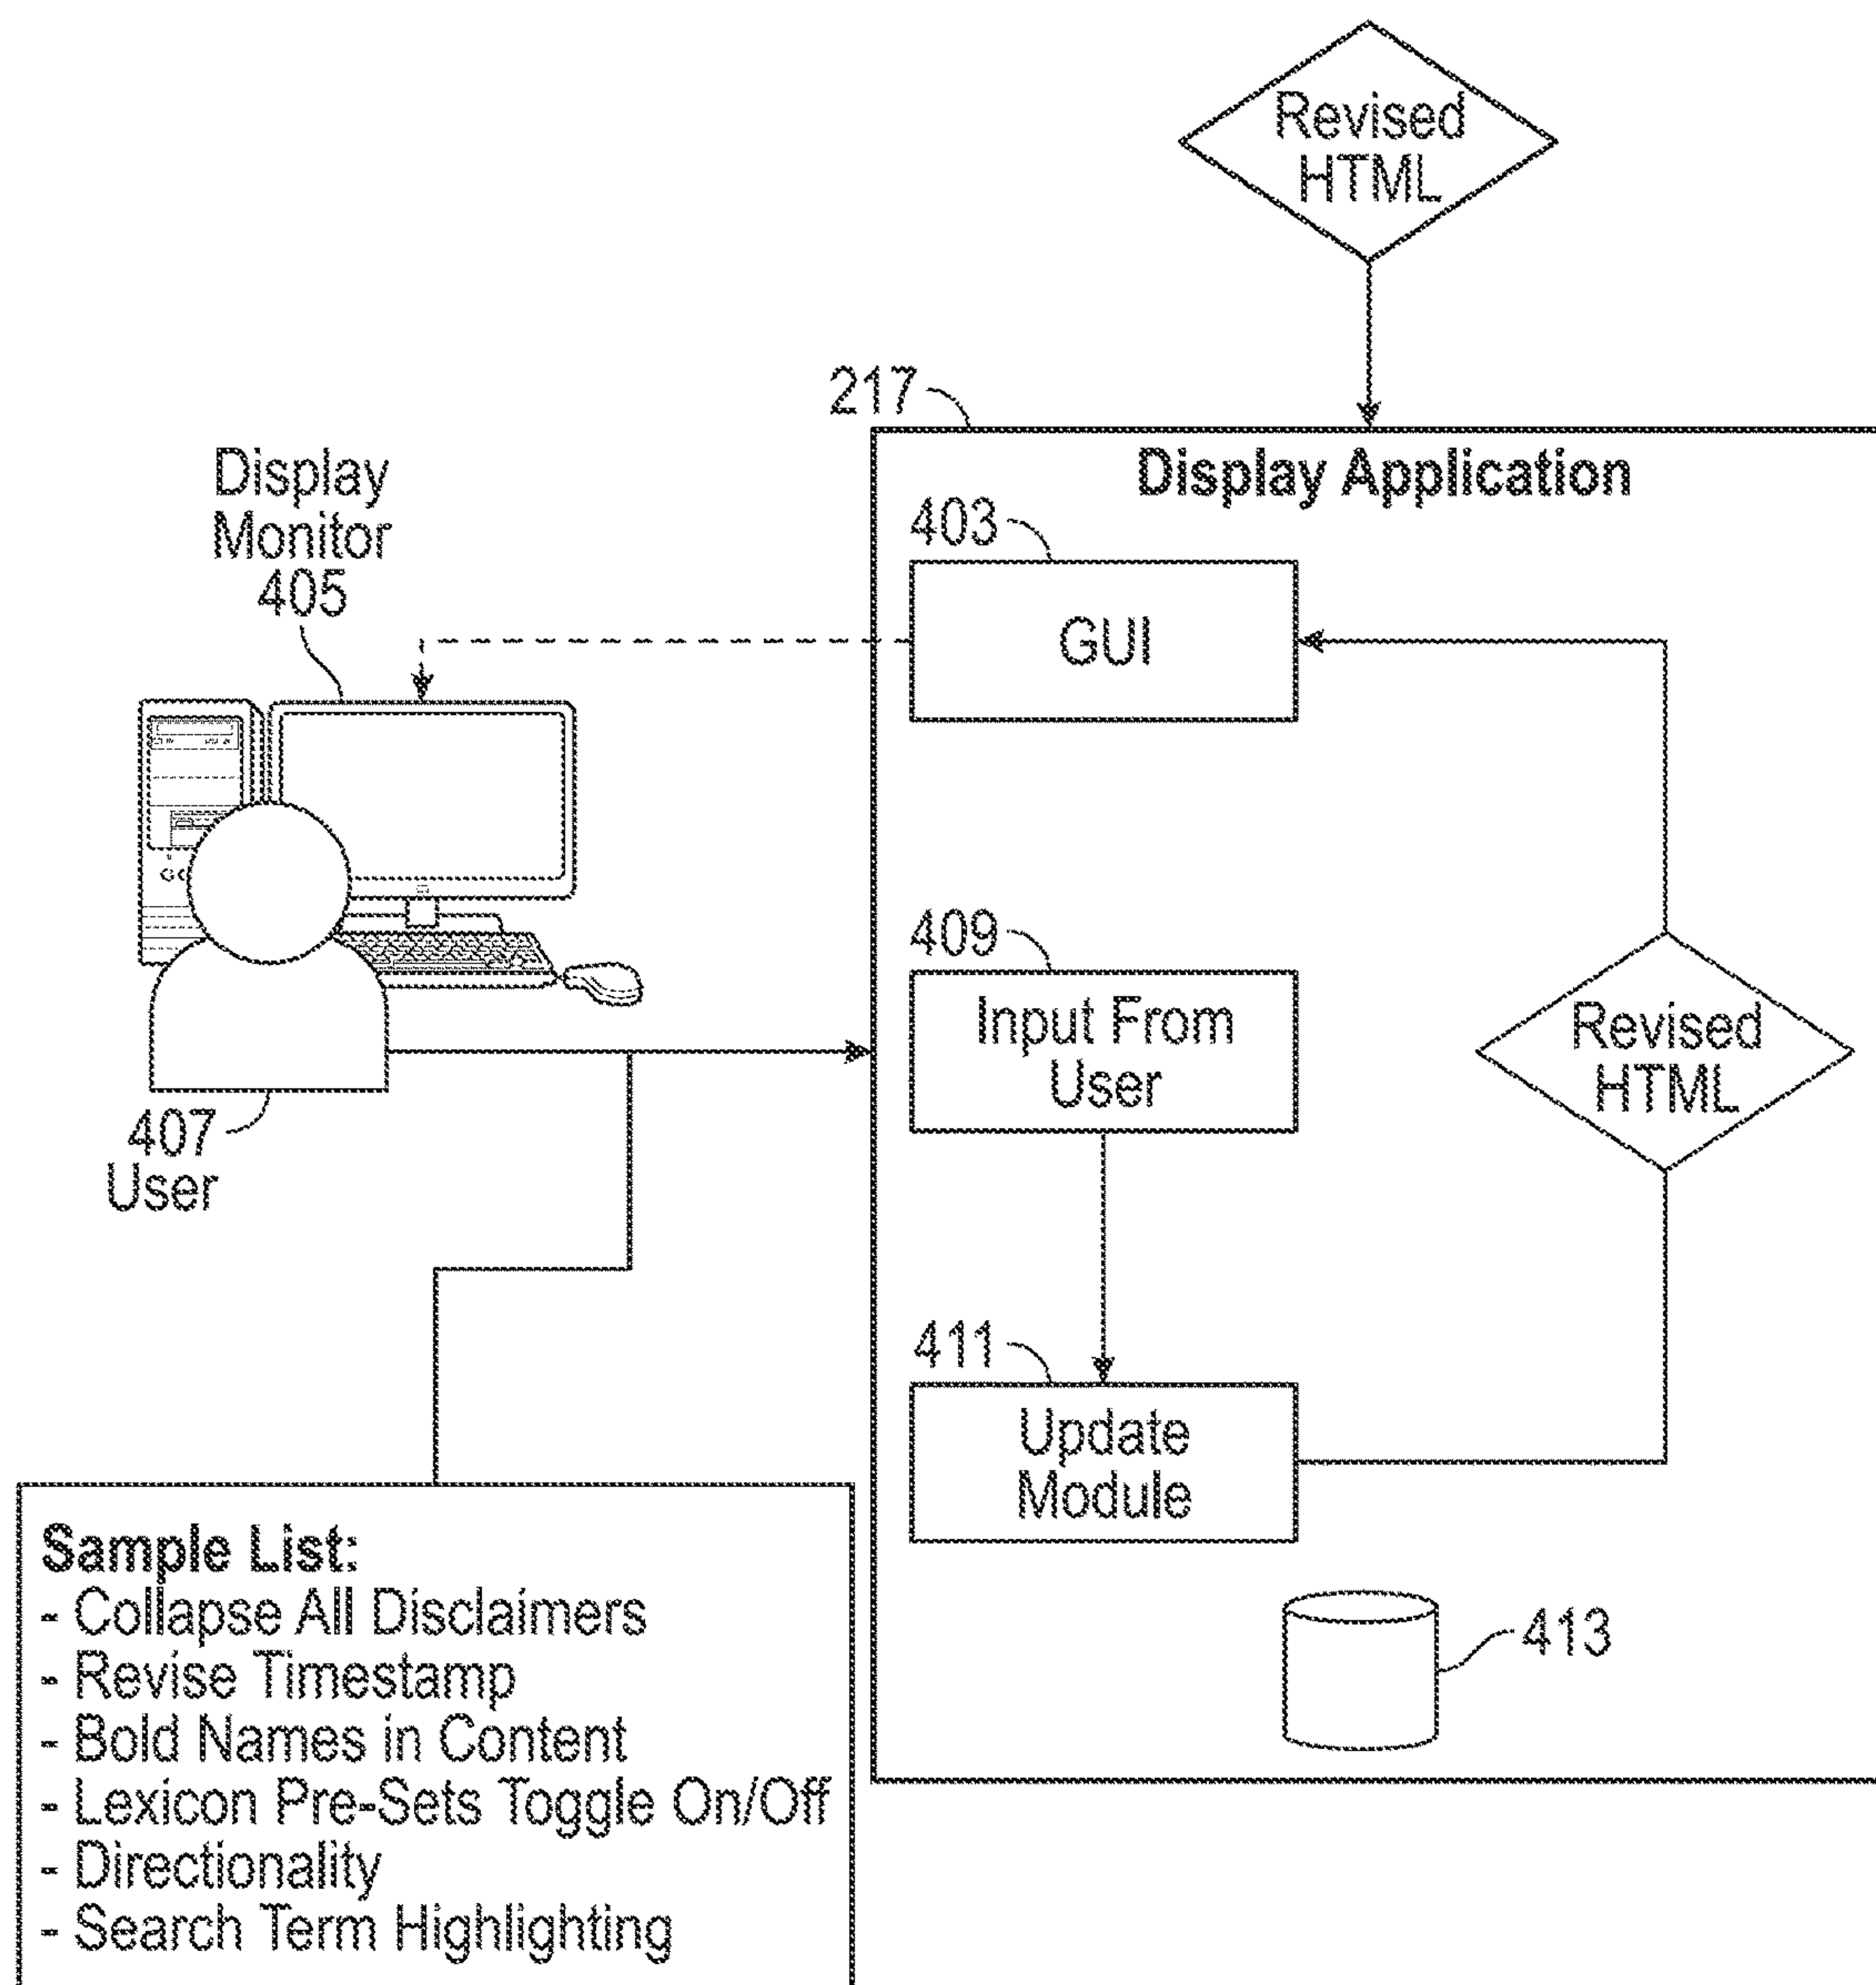 Revised
HTML
217
Display Application
Display
Monitor
405
403
GUI
409
Input From
User
Revised
HTML
407
User
411
Update
Module
413
Sample List:
- Collapse All Disclaimers
- Revise Timestamp
- Bold Names in Content
- Lexicon Pre-Sets Toggle On/Off
- Directionality
- Search Term Highlighting